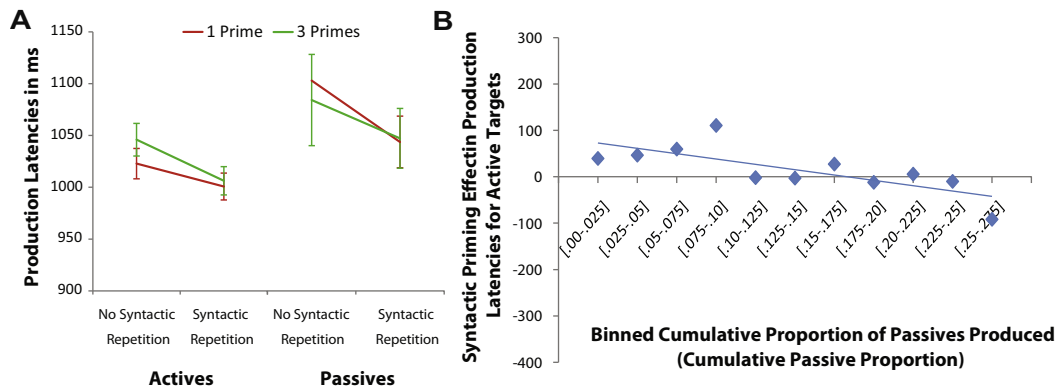 A
1 Prime
3 Primes
Production Latencies in ms
1150
1100
1050
1000
950
900
No Syntactic
Repetition
Syntactic
Repetition
No Syntactic
Repetition
Syntactic
Repetition
Actives
Passives
B
Syntactic Priming Effectin Production
Latencies for Active Targets
300
200
100
0
-100
-200
-300
-400
[.00-.025]
[.025-.05]
[.05-.075]
[.075-.10]
[.10-.125]
[.125-.15]
[.15-.175]
[.175-.20]
[.20-.225]
[.225-.25]
[.25-.275]
Binned Cumulative Proportion of Passives Produced
(Cumulative Passive Proportion)